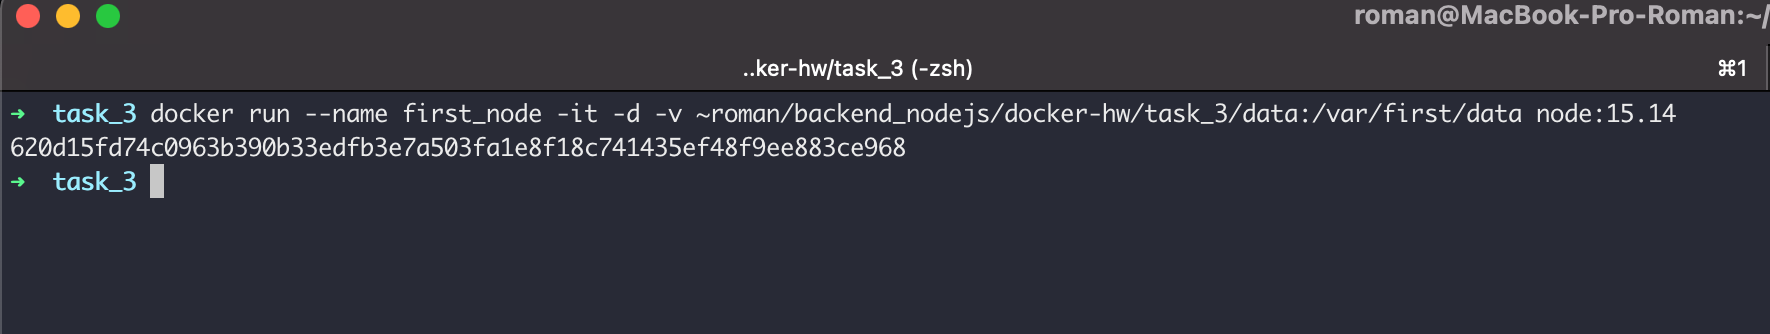 roman@MacBook-Pro-Roman:~/
..ker-hw/task_3 (-zsh) ⌘1
➜ task_3 docker run --name first_node -it -d -v ~roman/backend_nodejs/docker-hw/task_3/data:/var/first/data node:15.14
620d15fd74c0963b390b33edfb3e7a503fa1e8f18c741435ef48f9ee883ce968
➜ task_3